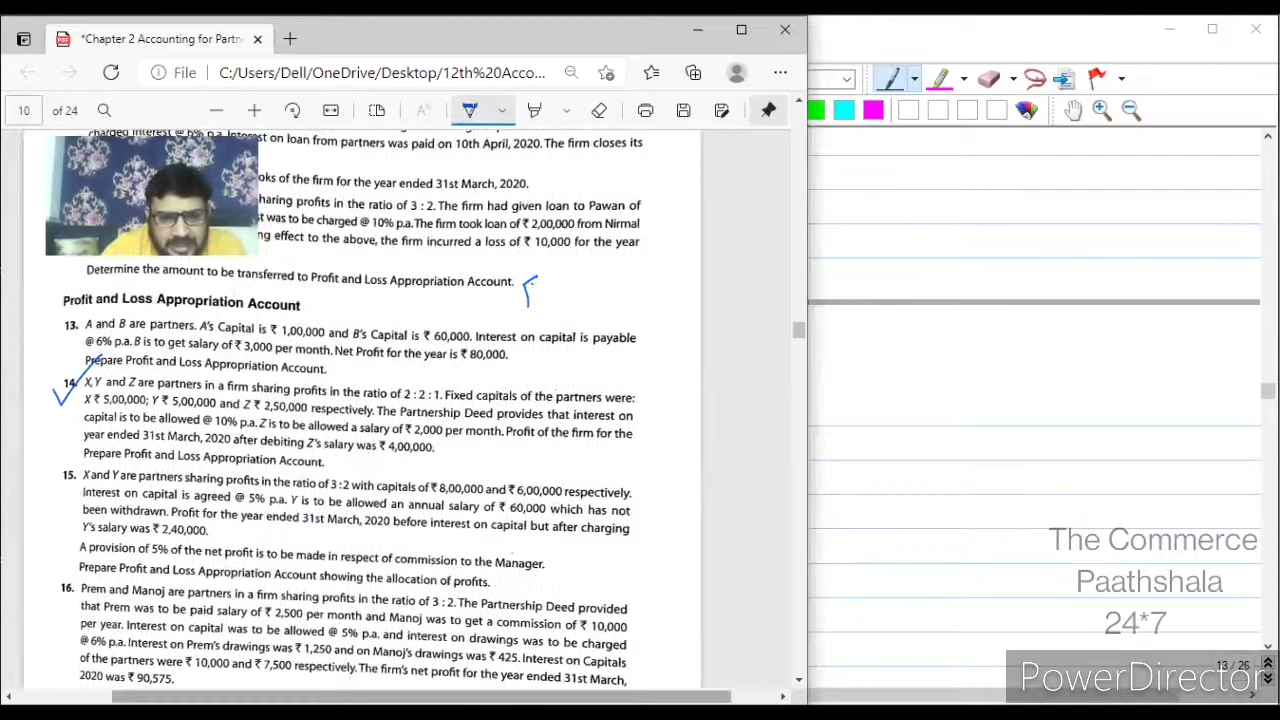 *Chapter 2 Accounting for Partne
File
C:/Users/Dell/OneDrive/Desktop/12th%20Acco...
10 of 24
charged interest @ 6% p.a. Interest on loan from partners was paid on 10th April, 2020. The firm closes its
oks of the firm for the year ended 31st March, 2020.
haring profits in the ratio of 3 : 2. The firm had given loan to Pawan of
t was to be charged @ 10% p.a. The firm took loan of ₹ 2,00,000 from Nirmal
ng effect to the above, the firm incurred a loss of ₹ 10,000 for the year
Determine the amount to be transferred to Profit and Loss Appropriation Account.
Profit and Loss Appropriation Account
13. A and B are partners. A's Capital is ₹ 1,00,000 and B's Capital is ₹ 60,000. Interest on capital is payable
@ 6% p.a. B is to get salary of ₹ 3,000 per month. Net Profit for the year is ₹ 80,000.
Prepare Profit and Loss Appropriation Account.
14. X, Y and Z are partners in a firm sharing profits in the ratio of 2 : 2 : 1. Fixed capitals of the partners were:
X ₹ 5,00,000; Y ₹ 5,00,000 and Z ₹ 2,50,000 respectively. The Partnership Deed provides that interest on
capital is to be allowed @ 10% p.a. Z is to be allowed a salary of ₹ 2,000 per month. Profit of the firm for the
year ended 31st March, 2020 after debiting Z's salary was ₹ 4,00,000.
Prepare Profit and Loss Appropriation Account.
15. X and Y are partners sharing profits in the ratio of 3 : 2 with capitals of ₹ 8,00,000 and ₹ 6,00,000 respectively.
Interest on capital is agreed @ 5% p.a. Y is to be allowed an annual salary of ₹ 60,000 which has not
been withdrawn. Profit for the year ended 31st March, 2020 before interest on capital but after charging
Y's salary was ₹ 2,40,000.
A provision of 5% of the net profit is to be made in respect of commission to the Manager.
Prepare Profit and Loss Appropriation Account showing the allocation of profits.
16. Prem and Manoj are partners in a firm sharing profits in the ratio of 3 : 2. The Partnership Deed provided
that Prem was to be paid salary of ₹ 2,500 per month and Manoj was to get a commission of ₹ 10,000
per year. Interest on capital was to be allowed @ 5% p.a. and interest on drawings was to be charged
@ 6% p.a. Interest on Prem's drawings was ₹ 1,250 and on Manoj's drawings was ₹ 425. Interest on Capitals
of the partners were ₹ 10,000 and ₹ 7,500 respectively. The firm's net profit for the year ended 31st March,
2020 was ₹ 90,575.
The Commerce
Paathshala
24*7
13 / 26
PowerDirector